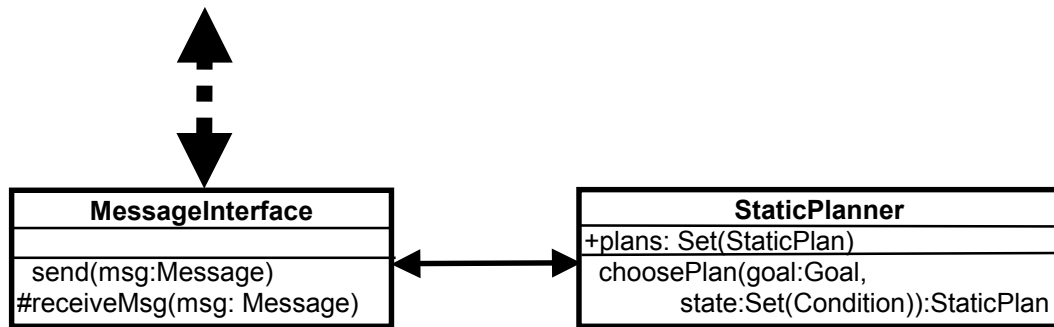 MessageInterface
send(msg:Message)
#receiveMsg(msg: Message)
StaticPlanner
+plans: Set(StaticPlan)
choosePlan(goal:Goal,
state:Set(Condition)):StaticPlan